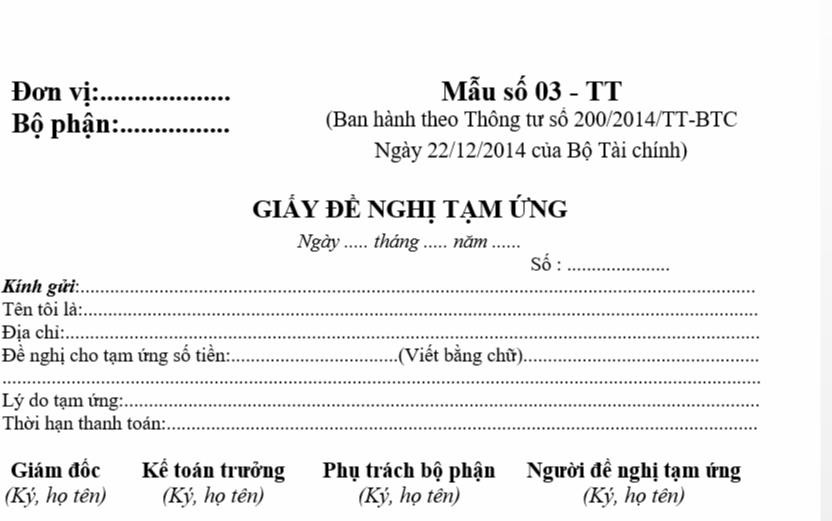 Đơn vị:....................
Mẫu số 03 - TT
Bộ phận:.................
(Ban hành theo Thông tư số 200/2014/TT-BTC
Ngày 22/12/2014 của Bộ Tài chính)
GIẤY ĐỀ NGHỊ TẠM ỨNG
Ngày ..... tháng ..... năm ......
Số : .....................
Kính gửi:........................................................................
Tên tôi là:........................................................................
Địa chỉ:........................................................................
Đề nghị cho tạm ứng số tiền:..................................(Viết bằng chữ)................................................
........................................................................
Lý do tạm ứng:........................................................................
Thời hạn thanh toán:........................................................................
Giám đốc Kế toán trưởng Phụ trách bộ phận Người đề nghị tạm ứng
(Ký, họ tên) (Ký, họ tên) (Ký, họ tên) (Ký, họ tên)